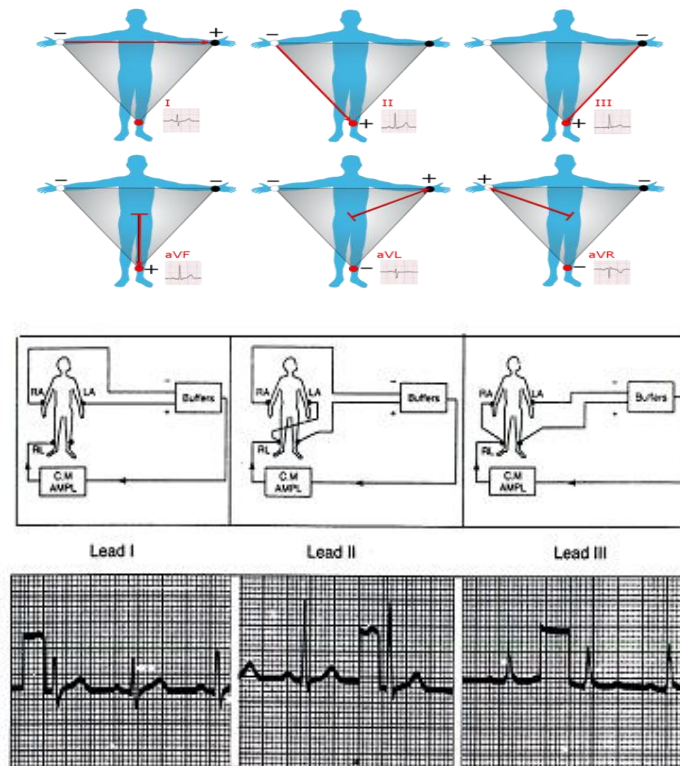 − +
I
−
II
+
−
III
+
− −
aVF
+
− +
aVL
−
+
aVR
−
RA LA − + Buffers
RL
C.M AMPL
RA LA − + Buffers
RL
C.M AMPL
RA LA − + Buffers
RL
C.M AMPL
Lead I Lead II Lead III